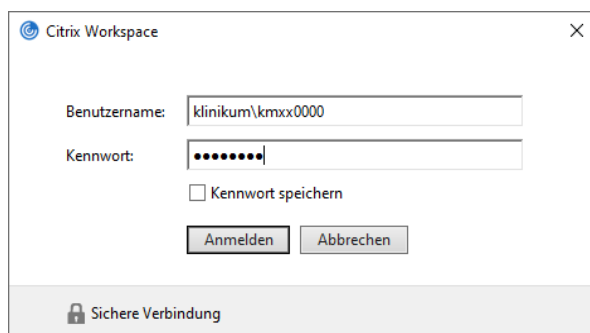 Citrix Workspace
Benutzername: klinikum\kmxx0000
Kennwort: ●●●●●●●●
Kennwort speichern
Anmelden Abbrechen
Sichere Verbindung